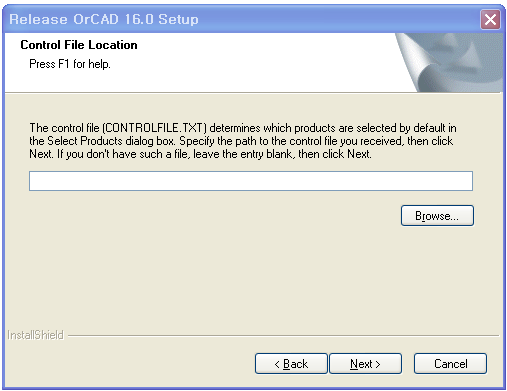 Release OrCAD 16.0 Setup
Control File Location
Press F1 for help.
The control file (CONTROLFILE.TXT) determines which products are selected by default in
the Select Products dialog box. Specify the path to the control file you received, then click
Next. If you don't have such a file, leave the entry blank, then click Next.
Browse...
InstallShield
< Back
Next >
Cancel